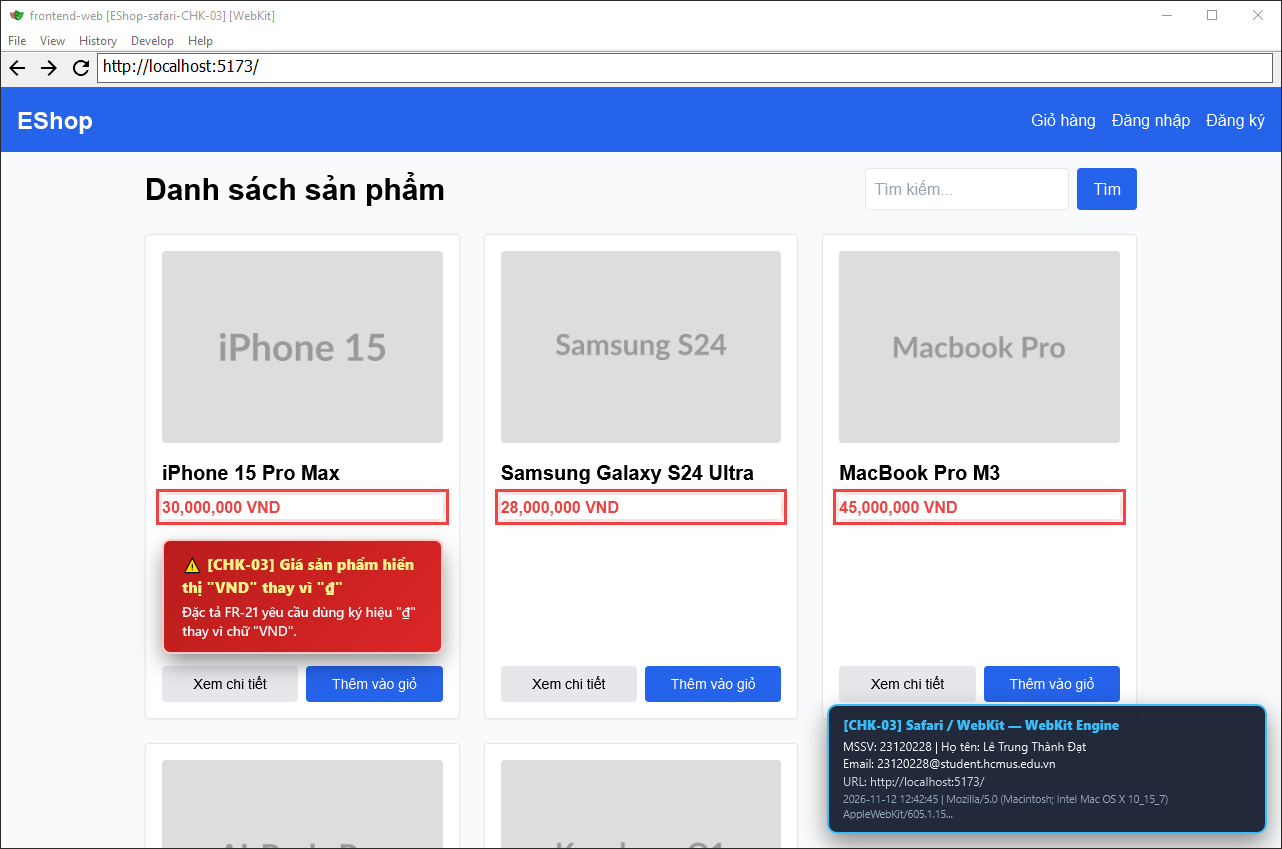 frontend-web [EShop-safari-CHK-03] [WebKit]
File View History Develop Help
http://localhost:5173/
EShop
Giỏ hàng Đăng nhập Đăng ký
Danh sách sản phẩm
Tìm kiếm...
Tìm
iPhone 15
Samsung S24
Macbook Pro
iPhone 15 Pro Max
Samsung Galaxy S24 Ultra
MacBook Pro M3
30,000,000 VND
28,000,000 VND
45,000,000 VND
⚠️ [CHK-03] Giá sản phẩm hiển
thị "VND" thay vì "₫"
Đặc tả FR-21 yêu cầu dùng ký hiệu "₫"
thay vì chữ "VND".
Xem chi tiết Thêm vào giỏ
Xem chi tiết Thêm vào giỏ
Xem chi tiết Thêm vào giỏ
[CHK-03] Safari / WebKit — WebKit Engine
MSSV: 23120228 | Họ tên: Lê Trung Thành Đạt
Email: 23120228@student.hcmus.edu.vn
URL: http://localhost:5173/
2026-11-12 12:42:45 | Mozilla/5.0 (Macintosh; Intel Mac OS X 10_15_7)
AppleWebKit/605.1.15...